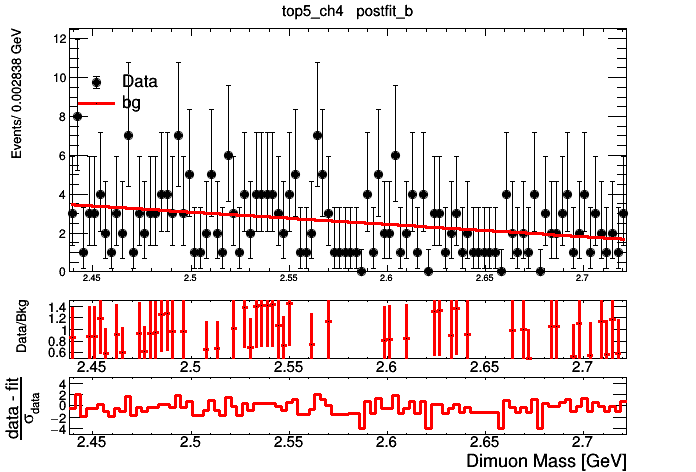 top5_ch4 postfit_b
Events/ 0.002838 GeV
12
10
8
6
4
2
0
Data
bg
2.45 2.5 2.55 2.6 2.65 2.7
Data/Bkg
1.4
1.2
1
0.8
0.6
2.45 2.5 2.55 2.6 2.65 2.7
data - fit
σdata
4
2
0
−2
−4
2.45 2.5 2.55 2.6 2.65 2.7
Dimuon Mass [GeV]